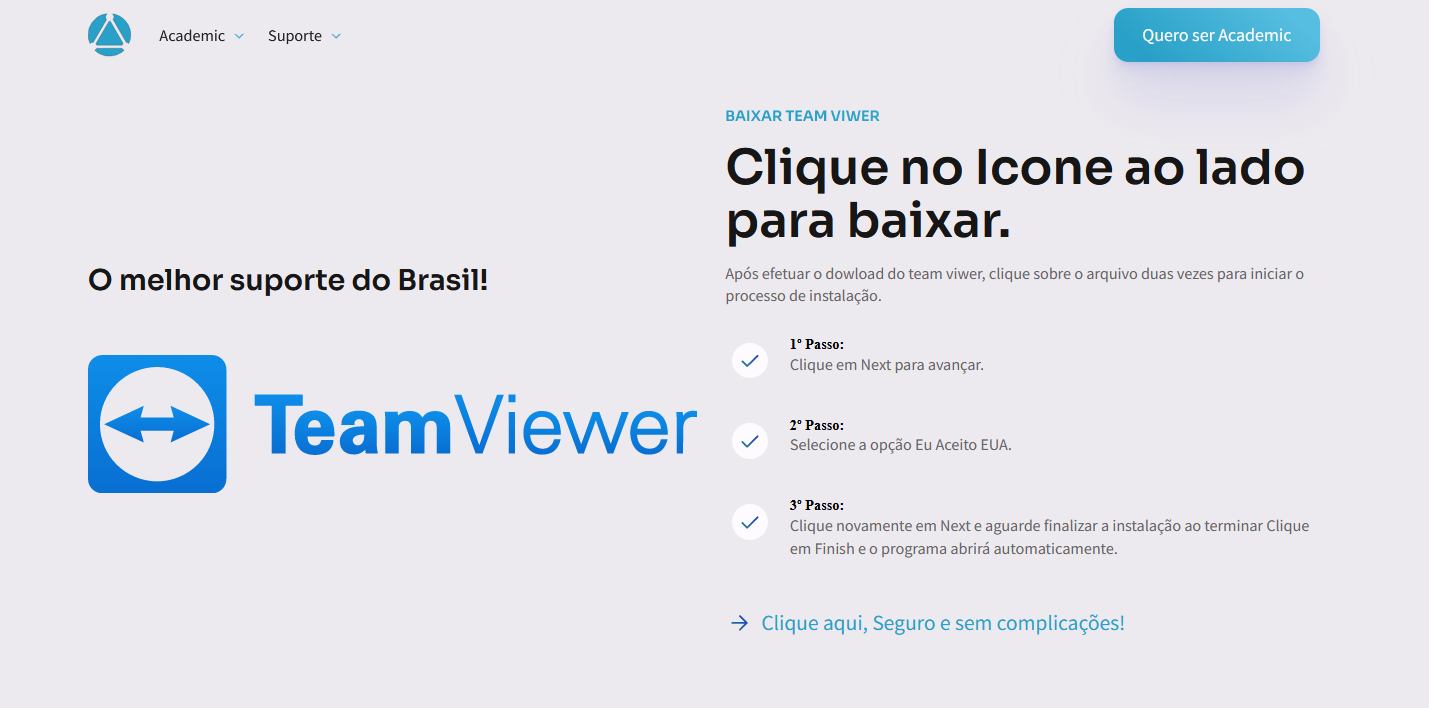 Academic
Suporte
Quero ser Academic
O melhor suporte do Brasil!
TeamViewer
BAIXAR TEAM VIWER
Clique no Icone ao lado
para baixar.
Após efetuar o dowload do team viwer, clique sobre o arquivo duas vezes para iniciar o
processo de instalação.
1º Passo:
Clique em Next para avançar.
2º Passo:
Selecione a opção Eu Aceito EUA.
3º Passo:
Clique novamente em Next e aguarde finalizar a instalação ao terminar Clique
em Finish e o programa abrirá automaticamente.
Clique aqui, Seguro e sem complicações!